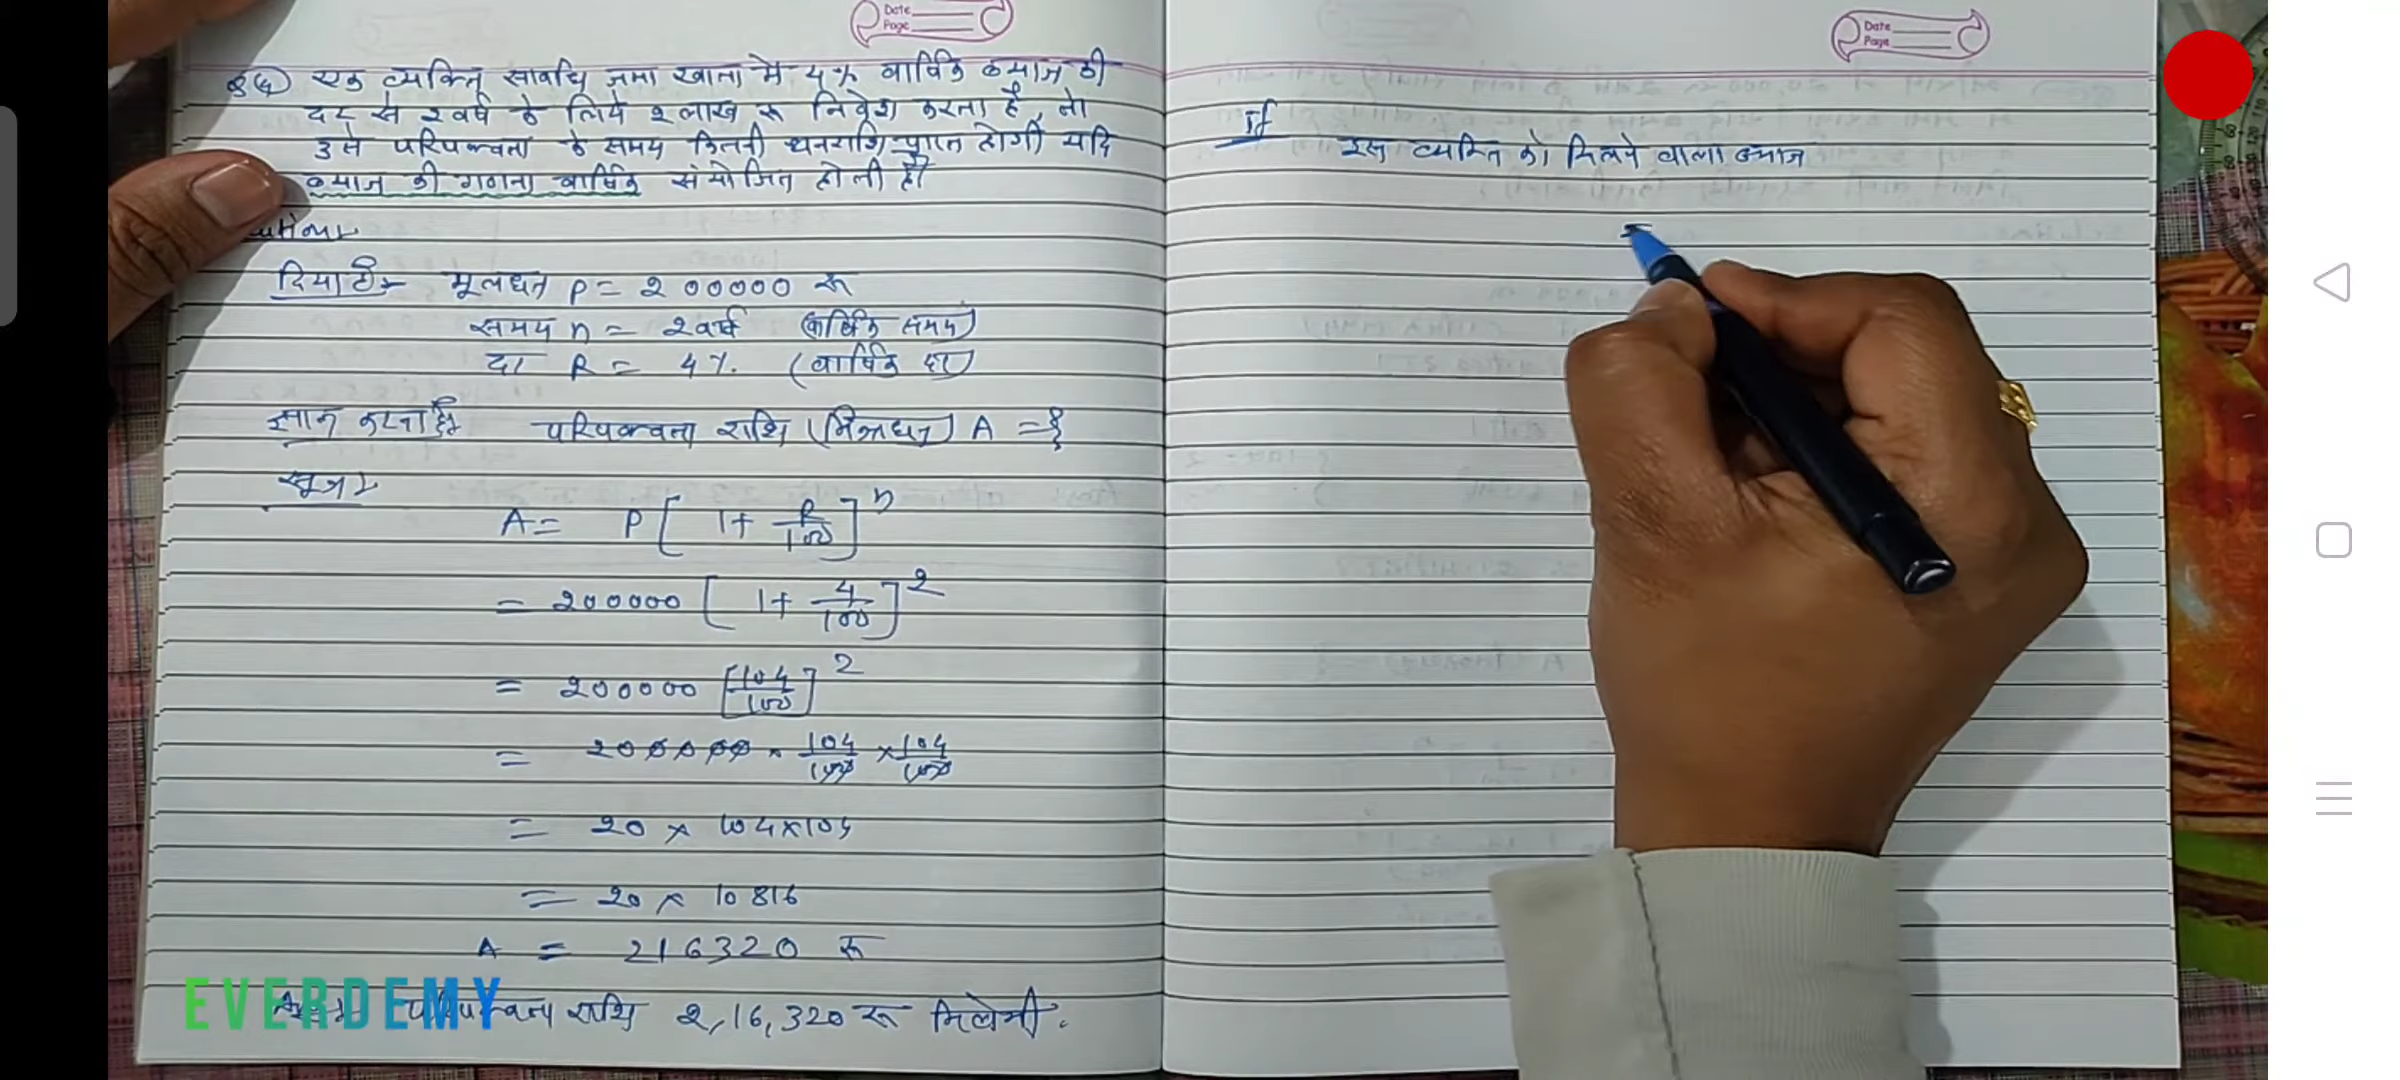 Date
Page
Q④ एक व्यक्ति सावधि जमा खाता मे 4% वार्षिक ब्याज की
दर से २ वर्ष के लिये २ लाख रू निवेश करता है, तो
उसे परिपक्वता के समय कितनी धनराशि प्राप्त होगी यदि
ब्याज की गणना वार्षिक संयोजित होती है।
दिया है:- मूलधन P = 200000 रू
समय n = २ वर्ष (वार्षिक समय)
दर R = 4%. (वार्षिक दर)
ज्ञात करना है:- परिपक्वता राशि (मिश्रधन) A = ?
सूत्र:-
A = P [ 1 + R/100 ]^n
= 200000 [ 1 + 4/100 ]^2
= 200000 [104/100]^2
= 200000 × 104/100 × 104/100
= 20 × 104×104
= 20 × 10816
A = 216320 रू
परिपक्वता राशि 2,16,320 रू मिलेगी.
EVERDEMY
Date
Page
If
इस व्यक्ति को मिलने वाला ब्याज